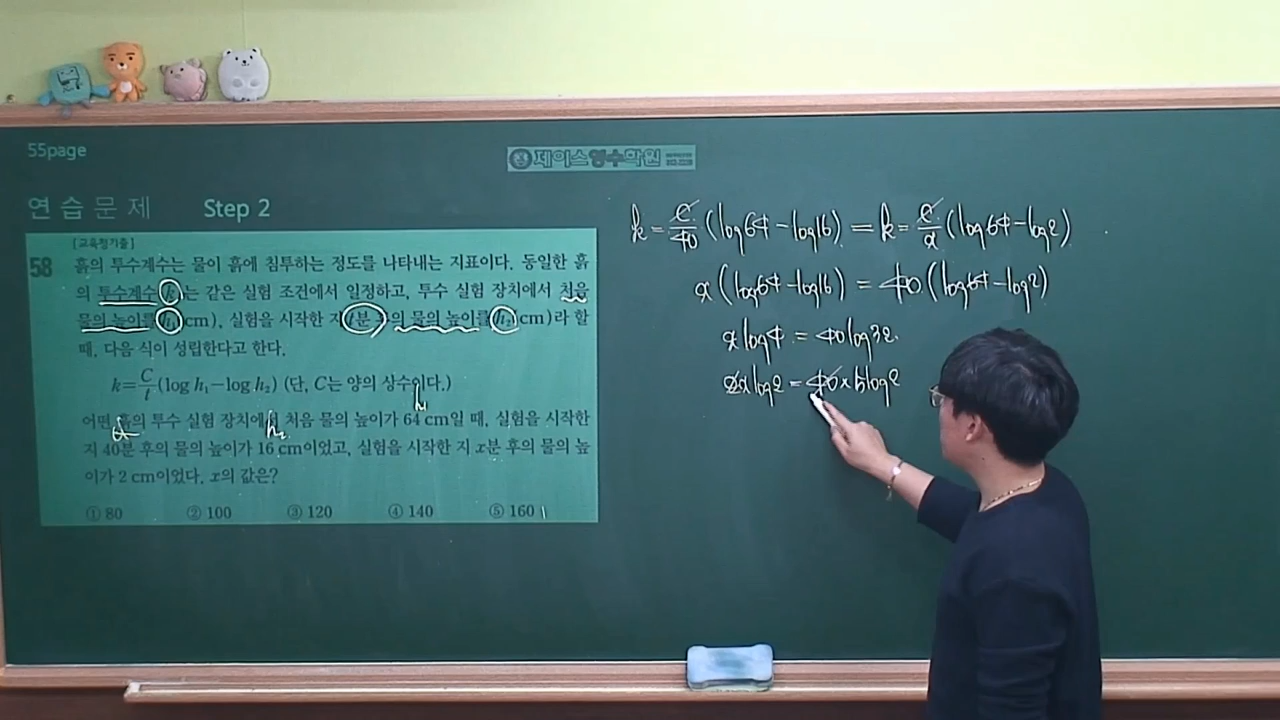 55page
제이스영수학원
연 습 문 제 Step 2
[교육청기출]
58 흙의 투수계수는 물이 흙에 침투하는 정도를 나타내는 지표이다. 동일한 흙
의 투수계수 k는 같은 실험 조건에서 일정하고, 투수 실험 장치에서 처음
물의 높이를 h₁(cm), 실험을 시작한 지 t분 후의 물의 높이를 h₂(cm)라 할
때, 다음 식이 성립한다고 한다.
k=C/t(log h₁-log h₂) (단, C는 양의 상수이다.)
h₁
어떤 흙의 투수 실험 장치에서 처음 물의 높이가 64 cm일 때, 실험을 시작한
h₂
지 40분 후의 물의 높이가 16 cm이었고, 실험을 시작한 지 x분 후의 물의 높
이가 2 cm이었다. x의 값은?
① 80 ② 100 ③ 120 ④ 140 ⑤ 160
k = C/40 (log64-log16) = k = C/x (log64-log2)
x(log64-log16) = 40(log64-log2)
x log4 = 40log32
2x log2 = 40×5log2